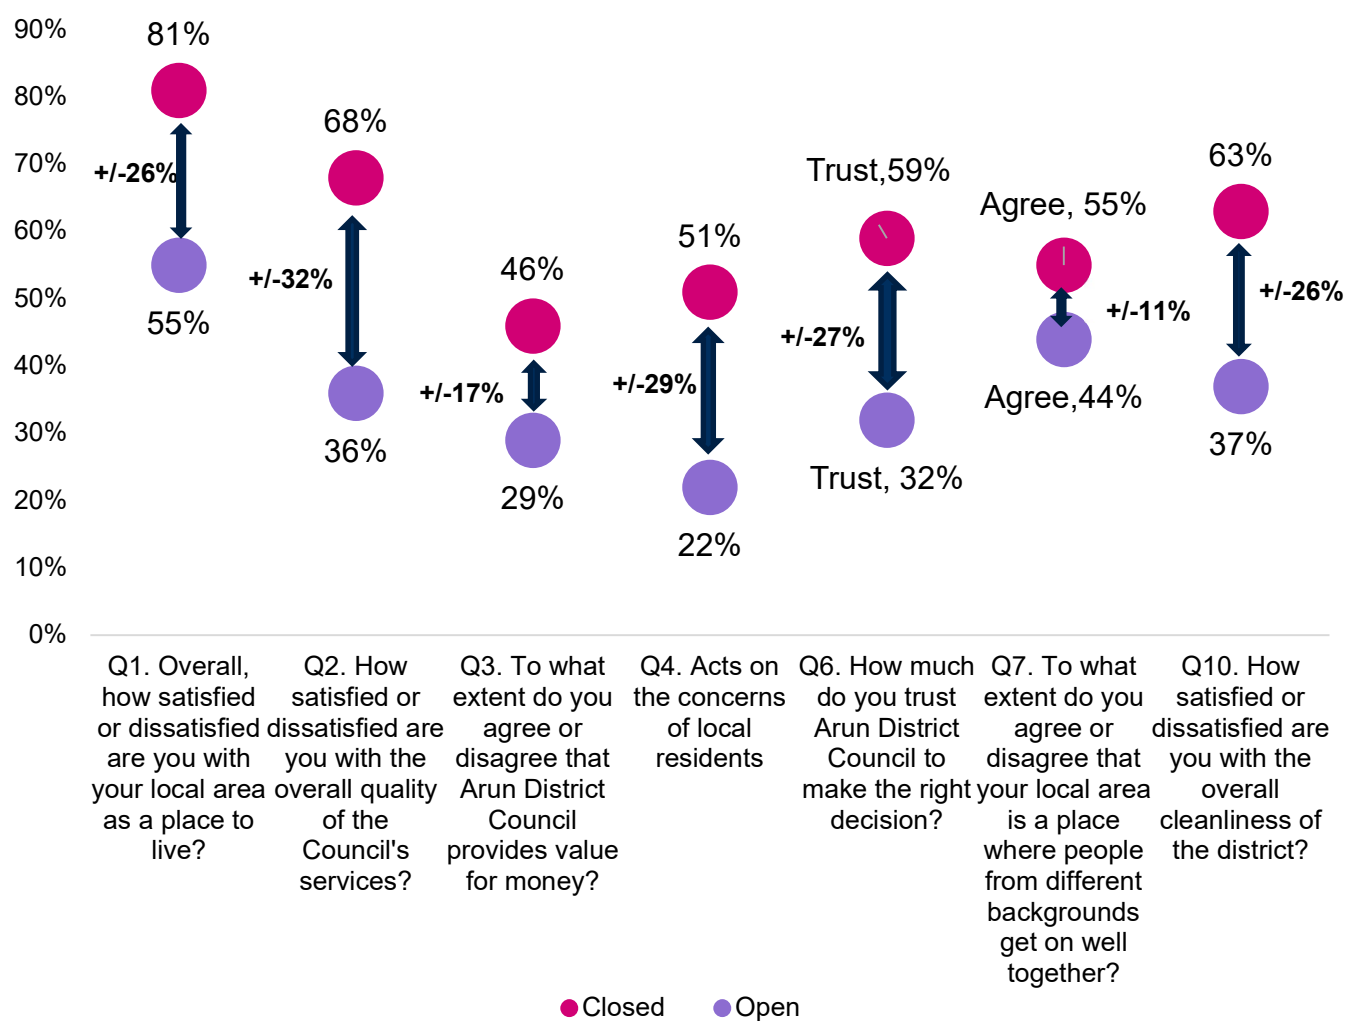 90%
80%
70%
60%
50%
40%
30%
20%
10%
0%
81%
+/-26%
55%
68%
+/-32%
36%
46%
+/-17%
29%
51%
+/-29%
22%
Trust,59%
+/-27%
Trust, 32%
Agree, 55%
+/-11%
Agree,44%
63%
+/-26%
37%
Q1. Overall,
how satisfied
or dissatisfied
are you with
your local area
as a place to
live?
Q2. How
satisfied or
dissatisfied are
you with the
overall quality
of the
Council's
services?
Q3. To what
extent do you
agree or
disagree that
Arun District
Council
provides value
for money?
Q4. Acts on
the concerns
of local
residents
Q6. How much
do you trust
Arun District
Council to
make the right
decision?
Q7. To what
extent do you
agree or
disagree that
your local area
is a place
where people
from different
backgrounds
get on well
together?
Q10. How
satisfied or
dissatisfied are
you with the
overall
cleanliness of
the district?
Closed
Open